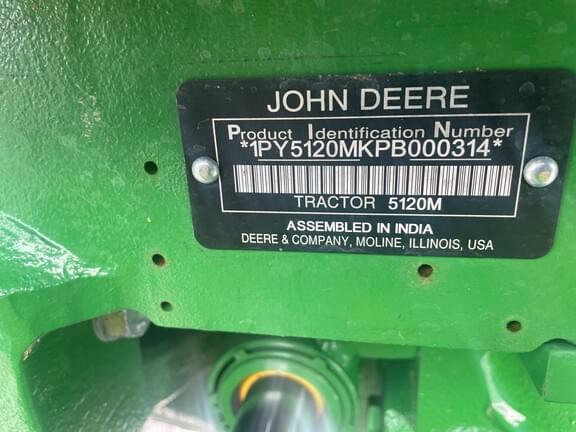 JOHN DEERE
Product Identification Number
*1PY5120MKPB000314*
TRACTOR 5120M
ASSEMBLED IN INDIA
DEERE & COMPANY, MOLINE, ILLINOIS, USA